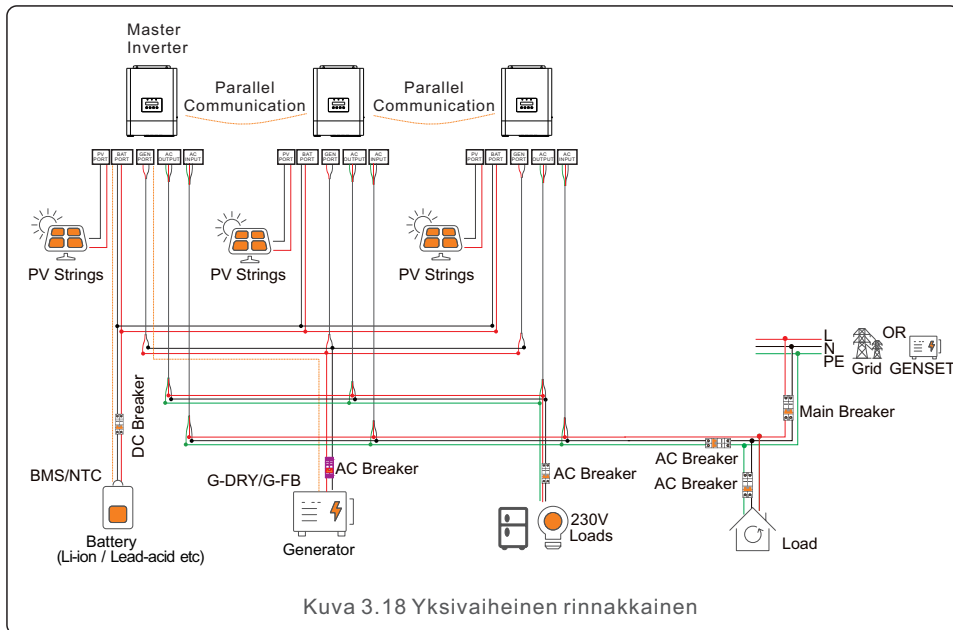 Master
Inverter
Parallel
Communication
Parallel
Communication
PV
PORT
BAT
PORT
GEN
PORT
AC
OUTPUT
AC
INPUT
PV
PORT
BAT
PORT
GEN
PORT
AC
OUTPUT
AC
INPUT
PV
PORT
BAT
PORT
GEN
PORT
AC
OUTPUT
AC
INPUT
PV Strings
PV Strings
PV Strings
L
N
PE
OR
Grid
GENSET
Main Breaker
DC Breaker
AC Breaker
AC Breaker
AC Breaker
AC Breaker
BMS/NTC
G-DRY/G-FB
Battery
(Li-ion / Lead-acid etc)
Generator
230V
Loads
Load
Kuva 3.18 Yksivaiheinen rinnakkainen